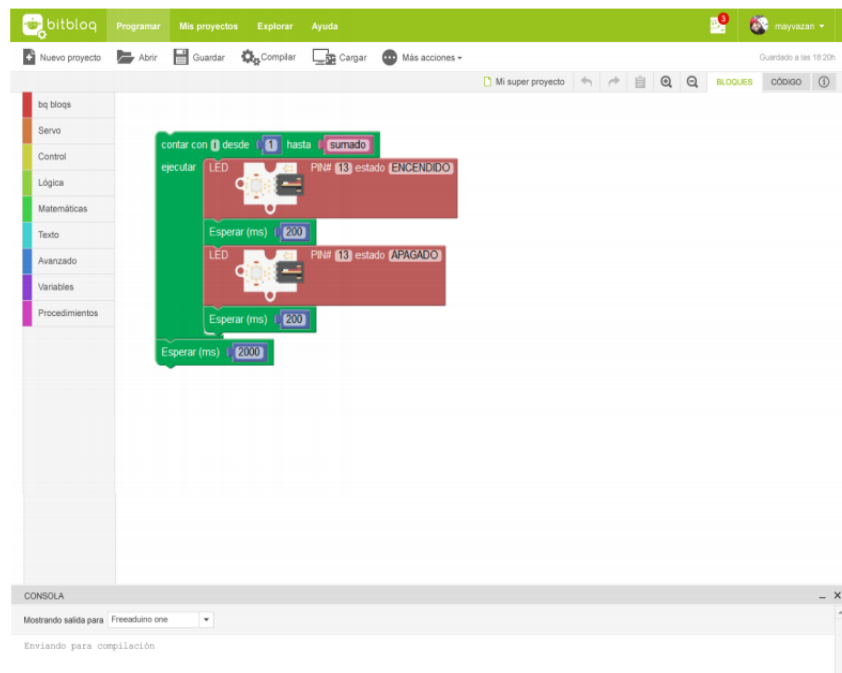 bitbloq Programar Mis proyectos Explorar Ayuda 3 mayvazan
Nuevo proyecto Abrir Guardar Compilar Cargar Más acciones Guardado a las 18:20h
Mi super proyecto BLOQUES CÓDIGO
bq bloqs
Servo
Control
Lógica
Matemáticas
Texto
Avanzado
Variables
Procedimientos
contar con i desde 1 hasta sumado
ejecutar LED PIN# 13 estado ENCENDIDO
Esperar (ms) 200
LED PIN# 13 estado APAGADO
Esperar (ms) 200
Esperar (ms) 2000
CONSOLA
Mostrando salida para Freeaduino one
Enviando para compilación